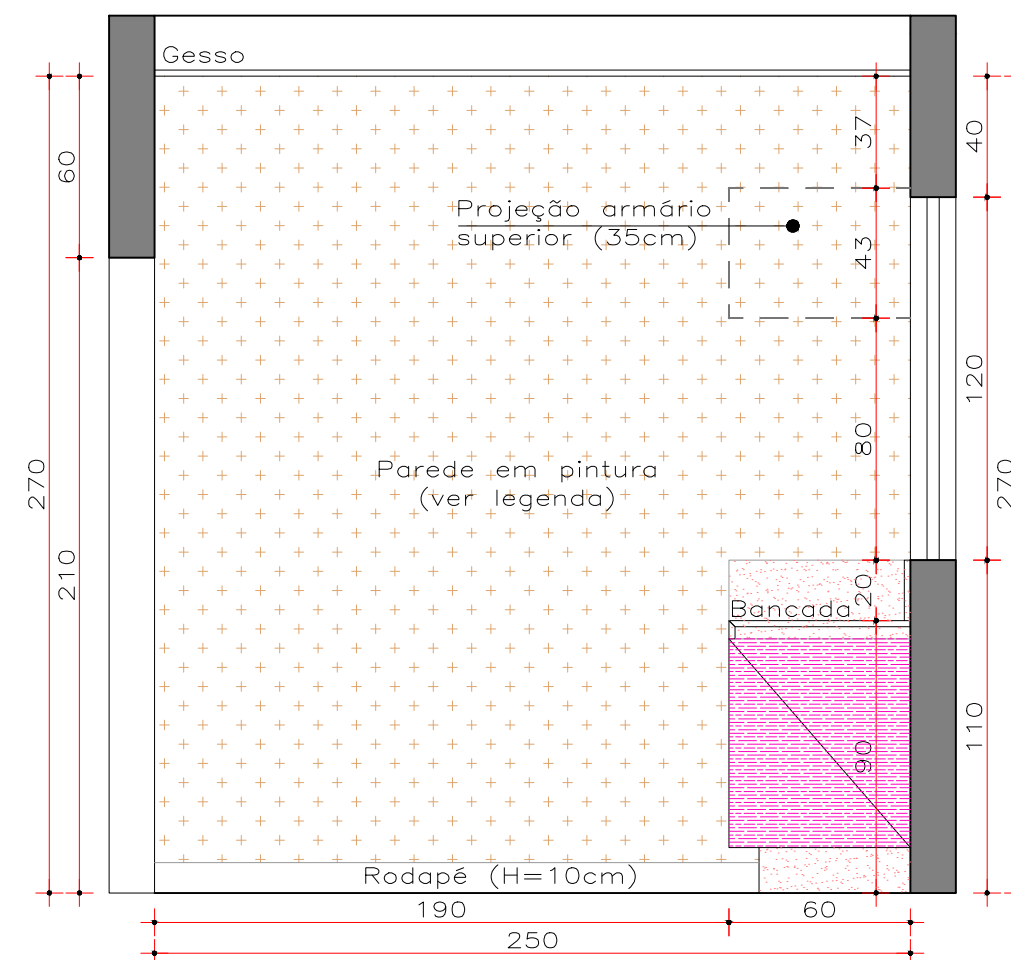 Gesso
37
40
60
Projeção armário
superior (35cm)
43
120
80
Parede em pintura
(ver legenda)
270
270
210
20
Bancada
110
90
Rodapé (H=10cm)
190
60
250